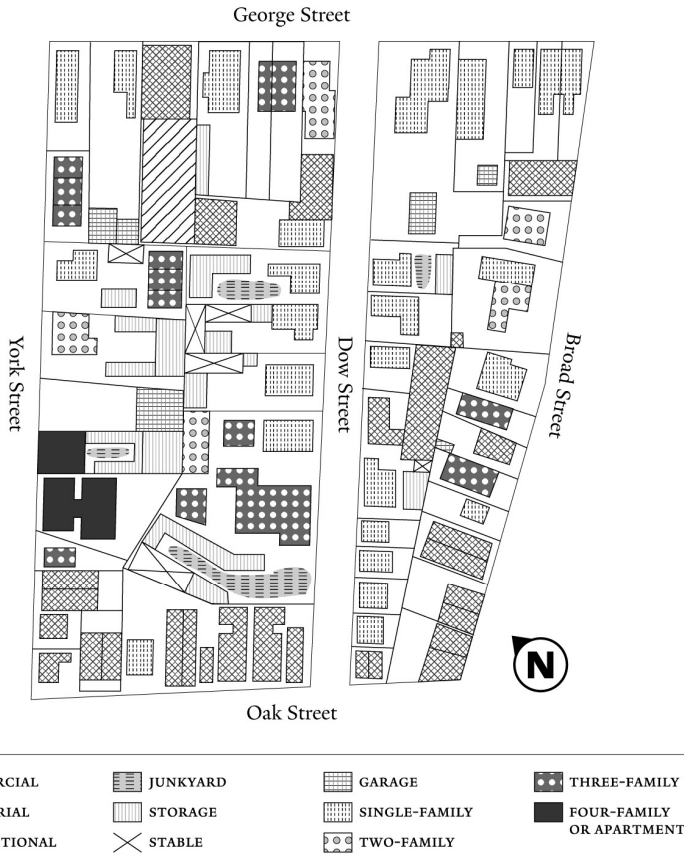 George Street
York Street
Dow Street
Broad Street
N
Oak Street
JUNKYARD
GARAGE
THREE-FAMILY
STORAGE
SINGLE-FAMILY
FOUR-FAMILY
OR APARTMENT
STABLE
TWO-FAMILY